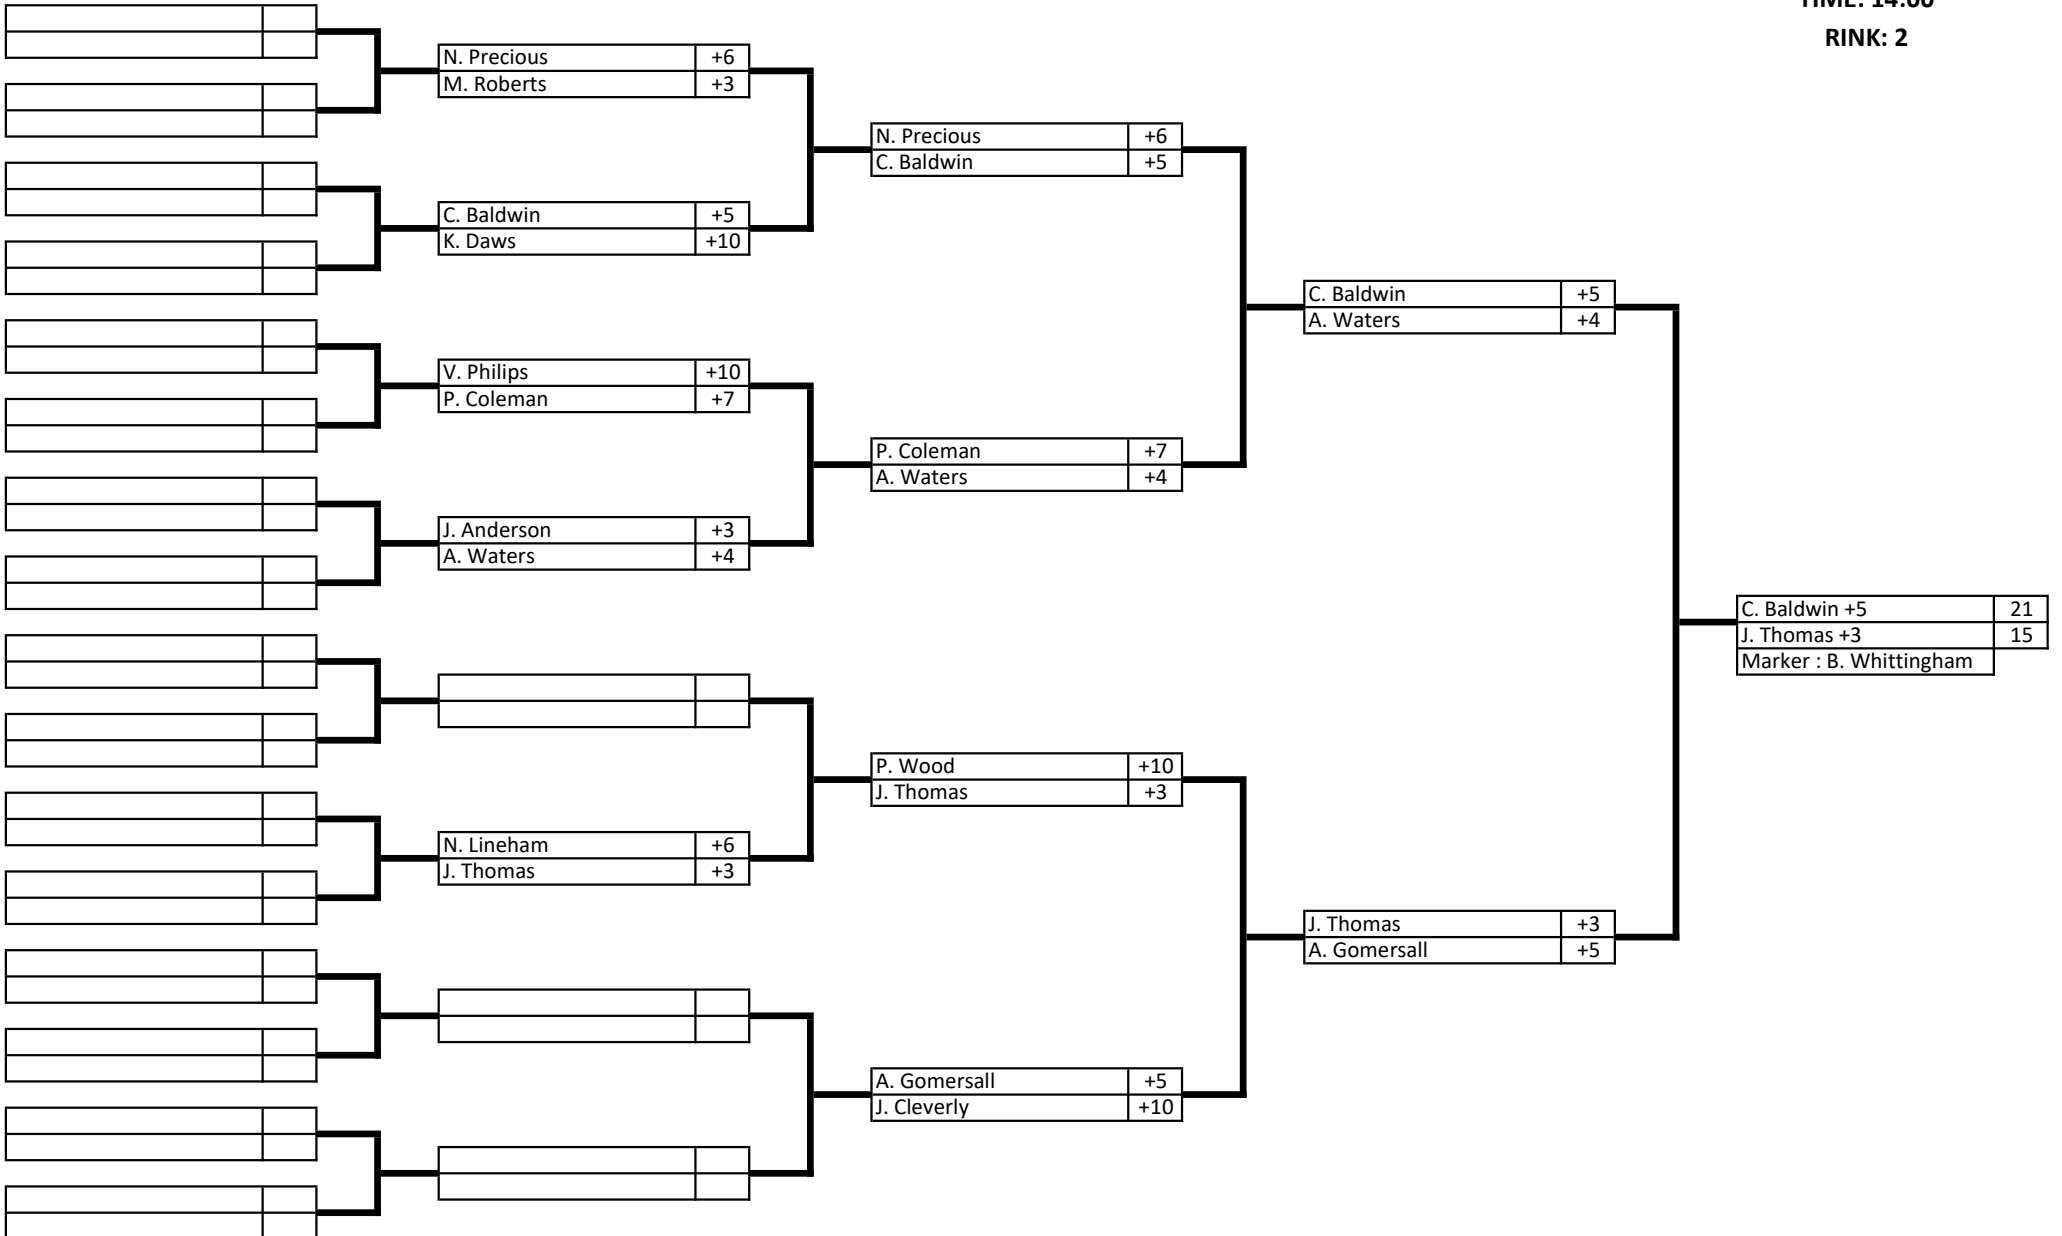 TIME: 14:00
RINK: 2
N. Precious +6
M. Roberts +3
C. Baldwin +5
K. Daws +10
V. Philips +10
P. Coleman +7
J. Anderson +3
A. Waters +4
N. Lineham +6
J. Thomas +3
N. Precious +6
C. Baldwin +5
P. Coleman +7
A. Waters +4
P. Wood +10
J. Thomas +3
A. Gomersall +5
J. Cleverly +10
C. Baldwin +5
A. Waters +4
J. Thomas +3
A. Gomersall +5
C. Baldwin +5 21
J. Thomas +3 15
Marker : B. Whittingham